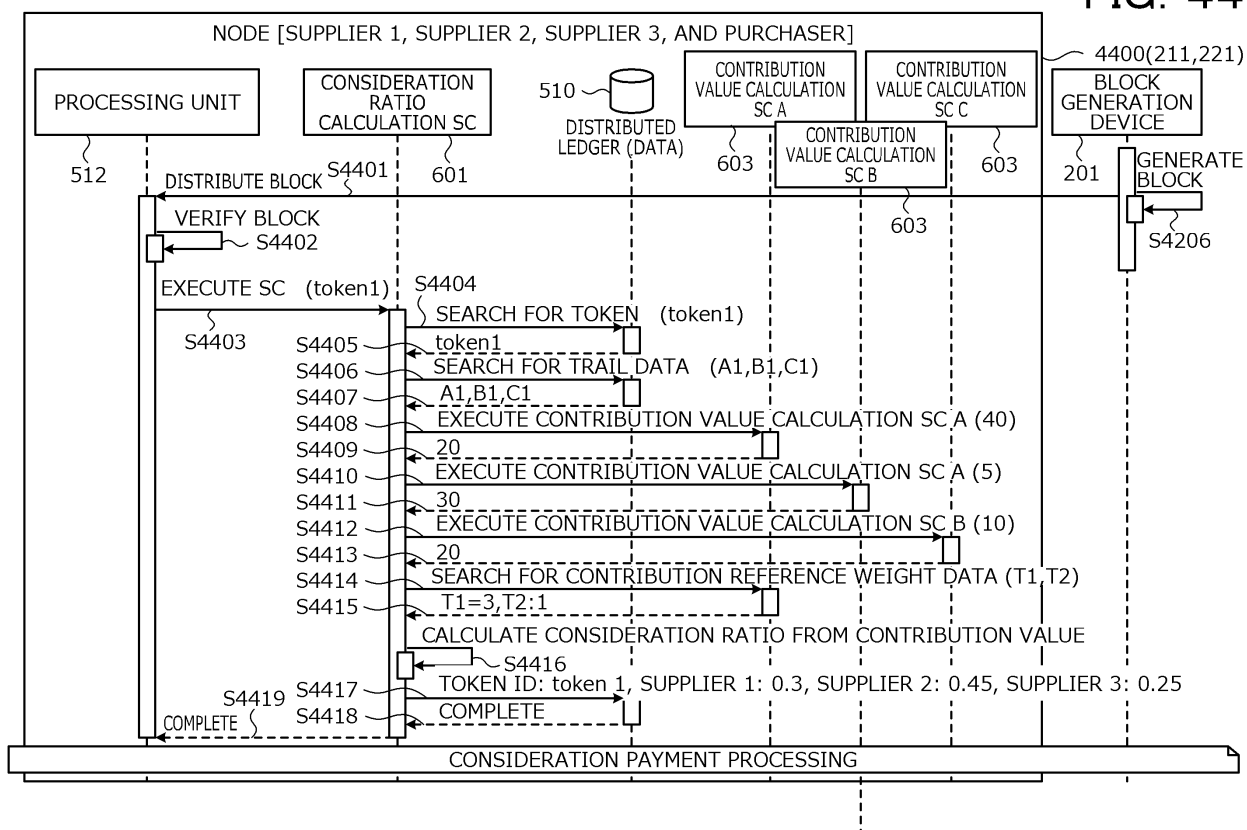 FIG. 44
NODE [SUPPLIER 1, SUPPLIER 2, SUPPLIER 3, AND PURCHASER]
4400(211,221)
PROCESSING UNIT
512
CONSIDERATION
RATIO
CALCULATION SC
601
510
DISTRIBUTED
LEDGER (DATA)
CONTRIBUTION
VALUE CALCULATION
SC A
603
CONTRIBUTION
VALUE CALCULATION
SC B
603
CONTRIBUTION
VALUE CALCULATION
SC C
603
BLOCK
GENERATION
DEVICE
201
GENERATE
BLOCK
S4206
DISTRIBUTE BLOCK
S4401
VERIFY BLOCK
S4402
EXECUTE SC (token1)
S4403
S4404
SEARCH FOR TOKEN (token1)
S4405
token1
S4406
SEARCH FOR TRAIL DATA (A1,B1,C1)
S4407
A1,B1,C1
S4408
EXECUTE CONTRIBUTION VALUE CALCULATION SC A (40)
S4409
20
S4410
EXECUTE CONTRIBUTION VALUE CALCULATION SC A (5)
S4411
30
S4412
EXECUTE CONTRIBUTION VALUE CALCULATION SC B (10)
S4413
20
S4414
SEARCH FOR CONTRIBUTION REFERENCE WEIGHT DATA (T1,T2)
S4415
T1=3,T2:1
CALCULATE CONSIDERATION RATIO FROM CONTRIBUTION VALUE
S4416
S4417
TOKEN ID: token 1, SUPPLIER 1: 0.3, SUPPLIER 2: 0.45, SUPPLIER 3: 0.25
S4418
COMPLETE
S4419
COMPLETE
CONSIDERATION PAYMENT PROCESSING